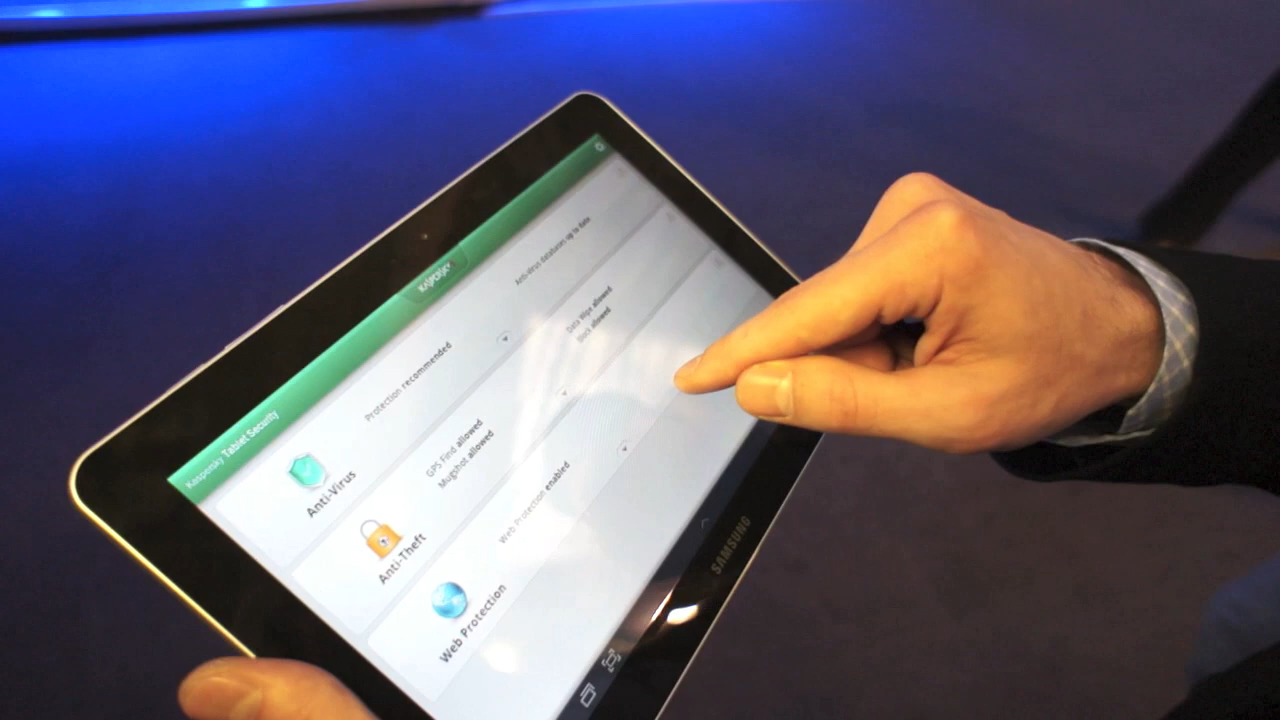 Kaspersky Tablet Security
KASPERSKY
Anti-Virus
Protection recommended
Anti-virus databases up to date
Anti-Theft
GPS Find allowed
Mugshot allowed
Data Wipe allowed
Block allowed
Web Protection
Web Protection enabled
SAMSUNG